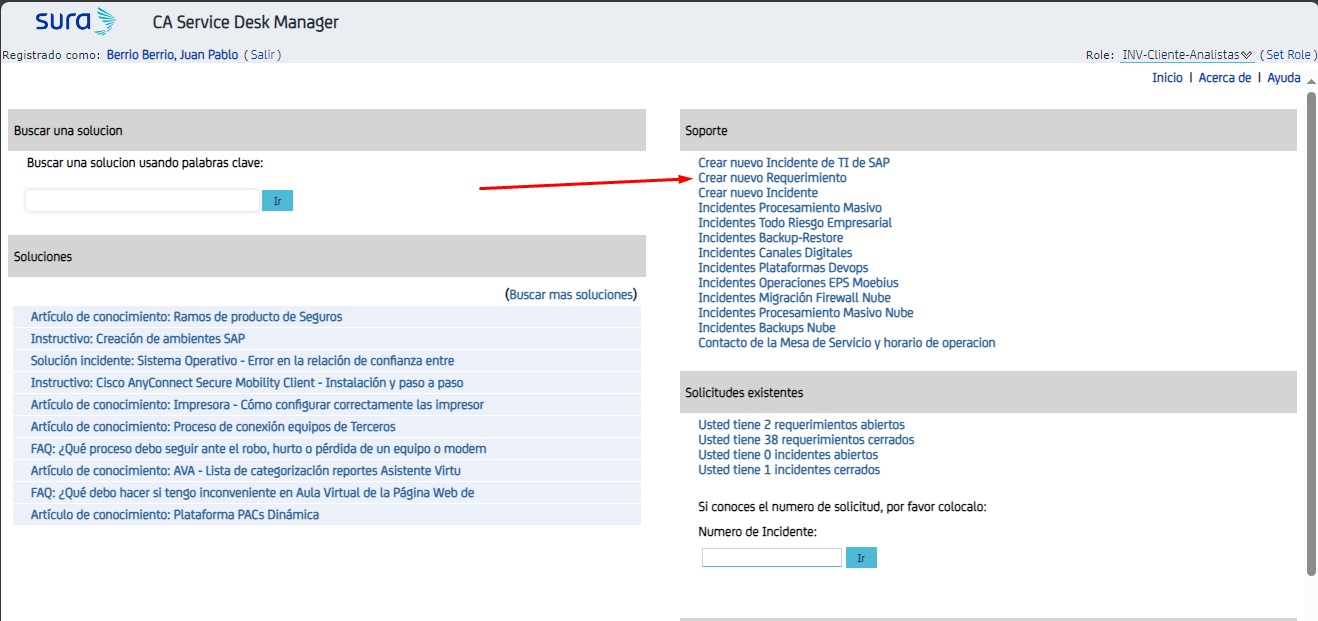 sura CA Service Desk Manager
Registrado como: Berrio Berrio, Juan Pablo ( Salir )
Role: INV-Cliente-Analistas ( Set Role )
Inicio | Acerca de | Ayuda
Buscar una solucion
Buscar una solucion usando palabras clave:
Ir
Soluciones
(Buscar mas soluciones)
Artículo de conocimiento: Ramos de producto de Seguros
Instructivo: Creación de ambientes SAP
Solución incidente: Sistema Operativo - Error en la relación de confianza entre
Instructivo: Cisco AnyConnect Secure Mobility Client - Instalación y paso a paso
Artículo de conocimiento: Impresora - Cómo configurar correctamente las impresor
Artículo de conocimiento: Proceso de conexión equipos de Terceros
FAQ: ¿Qué proceso debo seguir ante el robo, hurto o pérdida de un equipo o modem
Artículo de conocimiento: AVA - Lista de categorización reportes Asistente Virtu
FAQ: ¿Qué debo hacer si tengo inconveniente en Aula Virtual de la Página Web de
Artículo de conocimiento: Plataforma PACs Dinámica
Soporte
Crear nuevo Incidente de TI de SAP
Crear nuevo Requerimiento
Crear nuevo Incidente
Incidentes Procesamiento Masivo
Incidentes Todo Riesgo Empresarial
Incidentes Backup-Restore
Incidentes Canales Digitales
Incidentes Plataformas Devops
Incidentes Operaciones EPS Moebius
Incidentes Migración Firewall Nube
Incidentes Procesamiento Masivo Nube
Incidentes Backups Nube
Contacto de la Mesa de Servicio y horario de operacion
Solicitudes existentes
Usted tiene 2 requerimientos abiertos
Usted tiene 38 requerimientos cerrados
Usted tiene 0 incidentes abiertos
Usted tiene 1 incidentes cerrados
Si conoces el numero de solicitud, por favor colocalo:
Numero de Incidente:
Ir